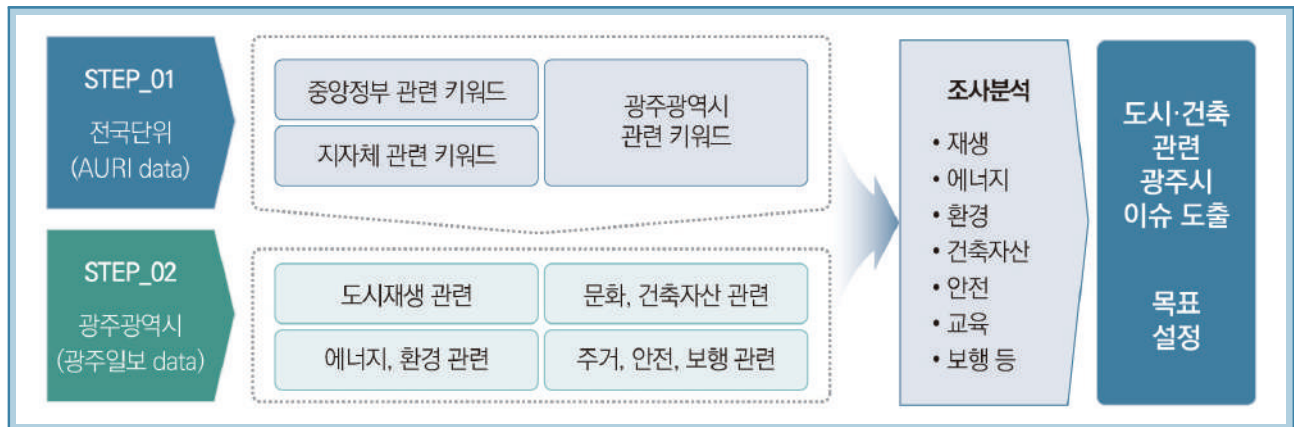 STEP_01
전국단위
(AURI data)
중앙정부 관련 키워드
지자체 관련 키워드
광주광역시
관련 키워드
STEP_02
광주광역시
(광주일보 data)
도시재생 관련
문화, 건축자산 관련
에너지, 환경 관련
주거, 안전, 보행 관련
조사분석
• 재생
• 에너지
• 환경
• 건축자산
• 안전
• 교육
• 보행 등
도시·건축
관련
광주시
이슈 도출
목표
설정